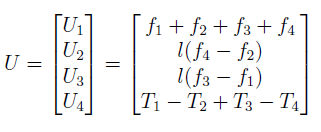 U = [U₁ U₂ U₃ U₄] = [f₁ + f₂ + f₃ + f₄
l(f₄ − f₂)
l(f₃ − f₁)
T₁ − T₂ + T₃ − T₄]